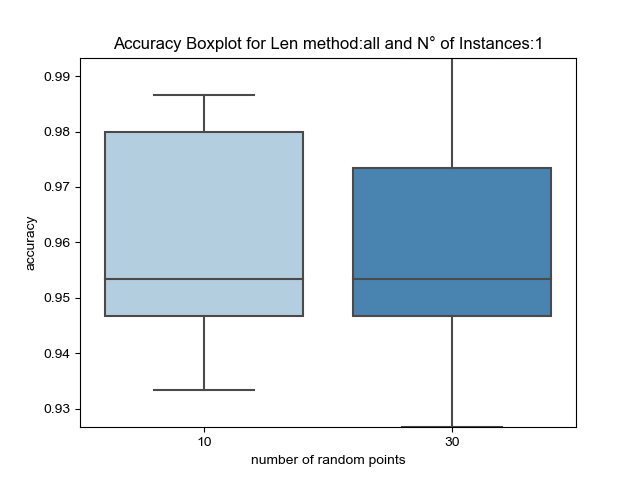 Accuracy Boxplot for Len method:all and N° of Instances:1
0.99
0.98
0.97
0.96
0.95
0.94
0.93
accuracy
10 30
number of random points